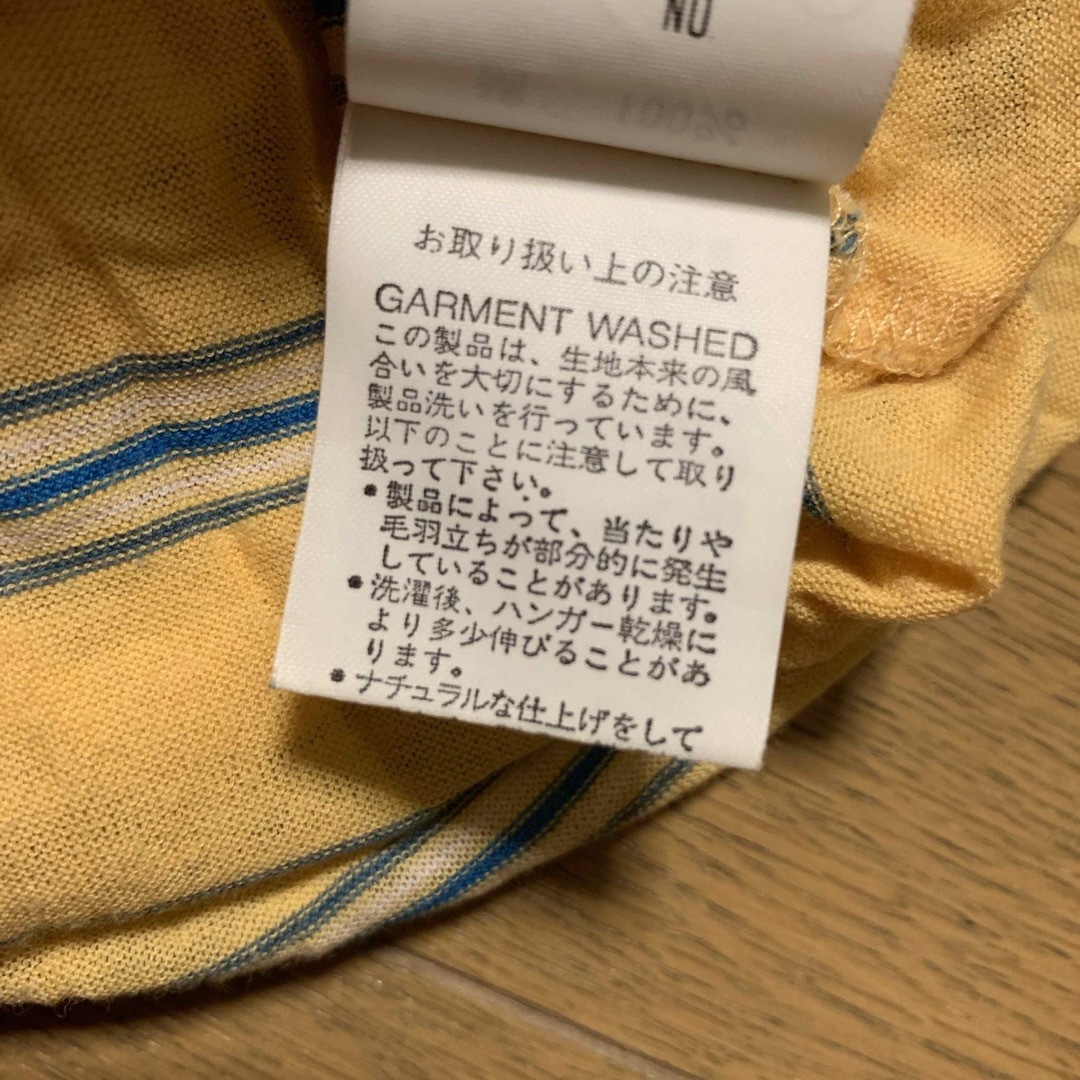 NO
お取り扱い上の注意
GARMENT WASHED
この製品は、生地本来の風
合いを大切にするために、
製品洗いを行っています。
以下のことに注意して取り
扱って下さい。
•製品によって、当たりや
毛羽立ちが部分的に発生
していることがあります。
•洗濯後、ハンガー乾燥に
より多少伸びることがあ
ります。
•ナチュラルな仕上げをして